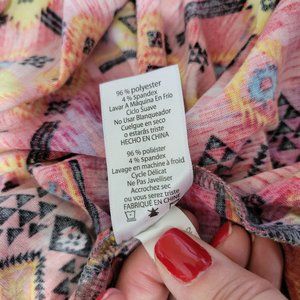 96 % polyester
4 % Spandex
Lavar A Máquina En Frío
Ciclo Suave
No Usar Blanqueador
Cuelgue en seco
o estarás triste
HECHO EN CHINA
96 % polyester
4 % Spandex
Lavage en machine à froid
Cycle Délicat
Ne Pas Javelliser
Accrochez sec
ou vous serez triste
FABRIQUÉ EN CHINE